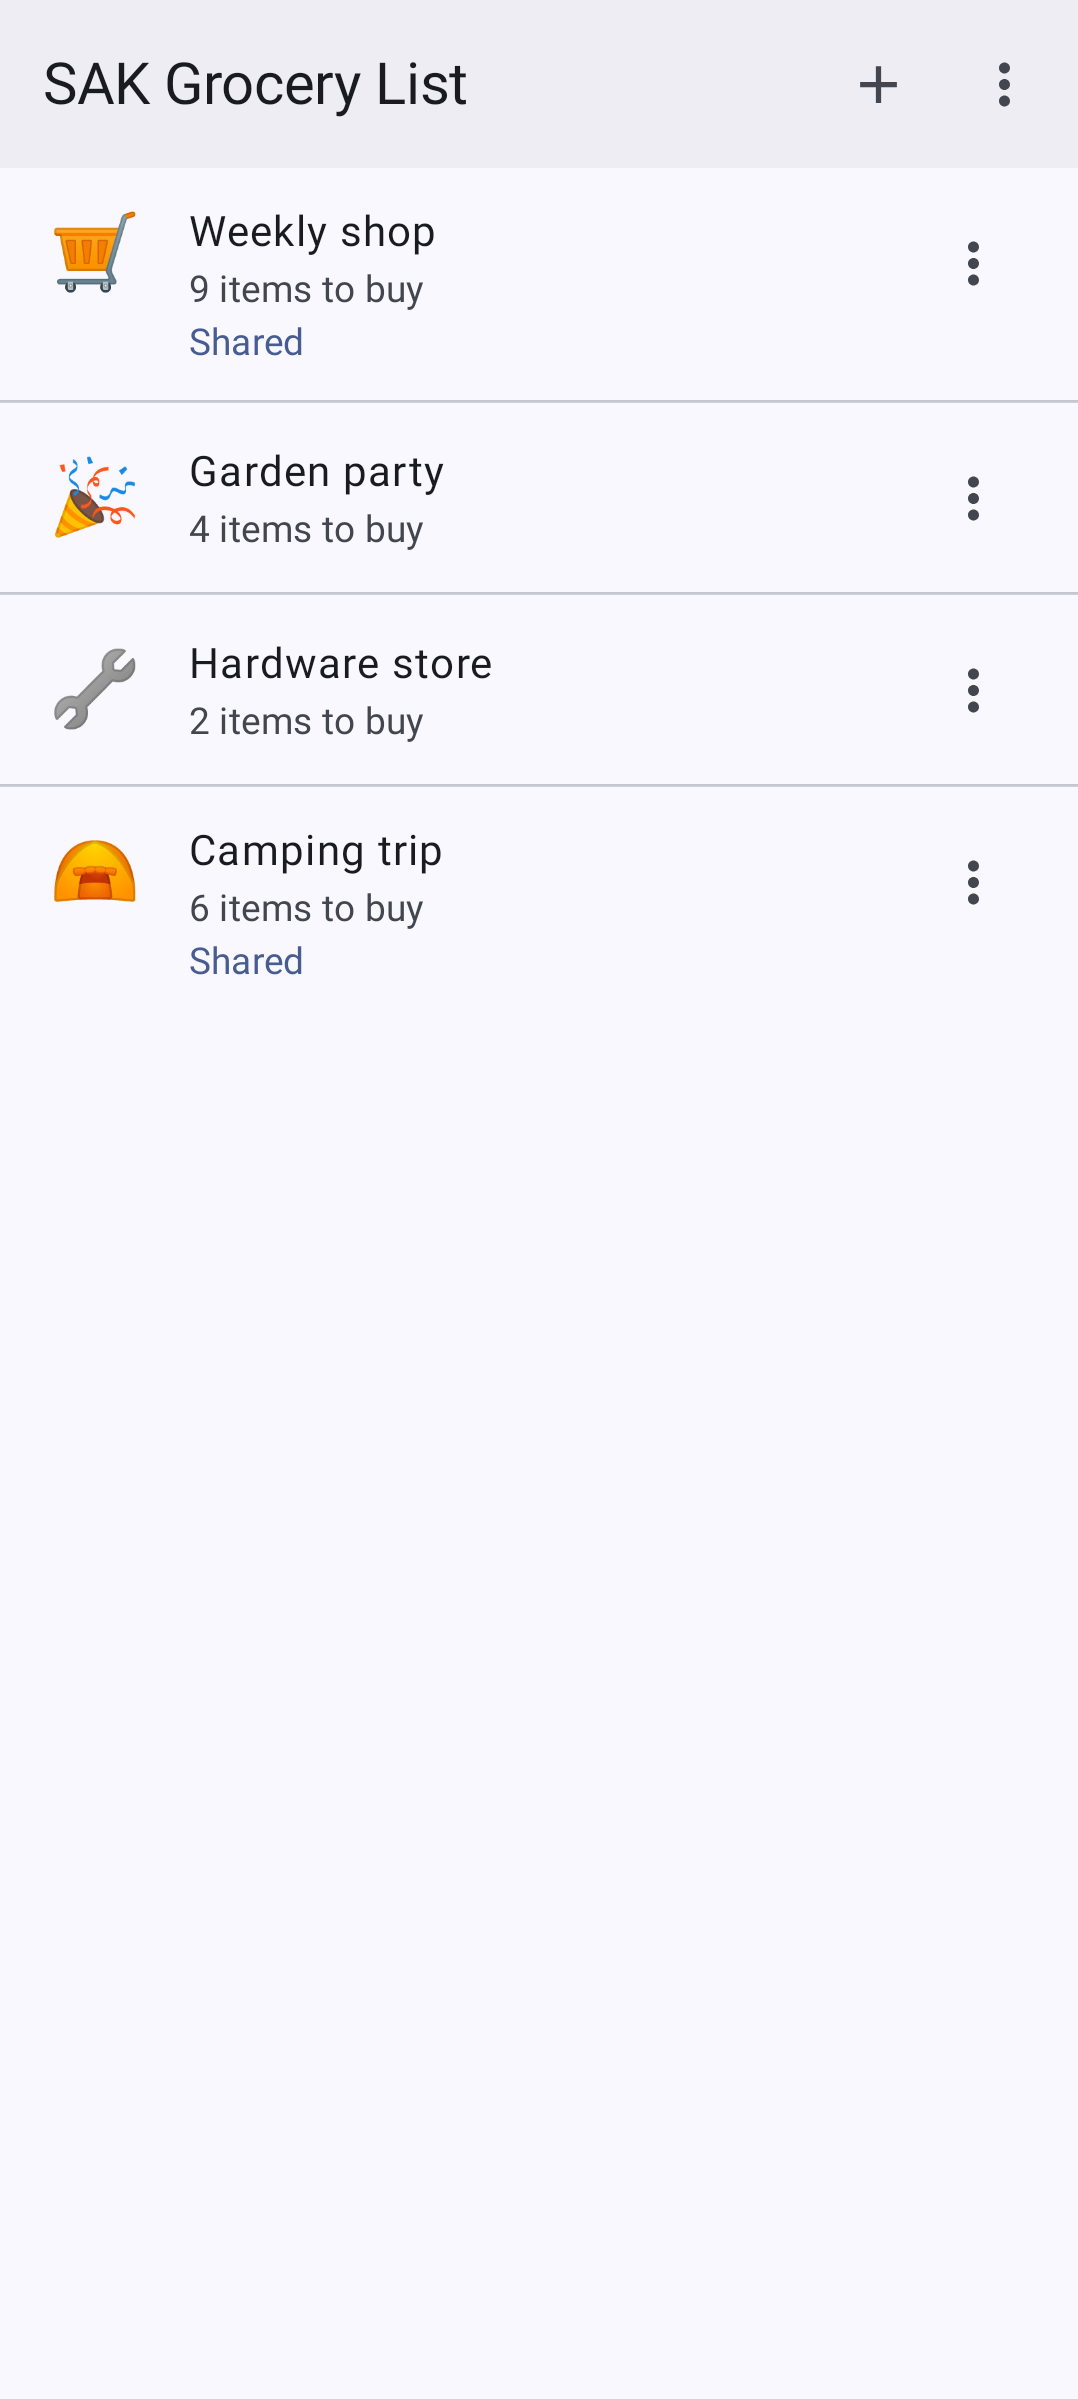 SAK Grocery List
Weekly shop
9 items to buy
Shared
Garden party
4 items to buy
Hardware store
2 items to buy
Camping trip
6 items to buy
Shared